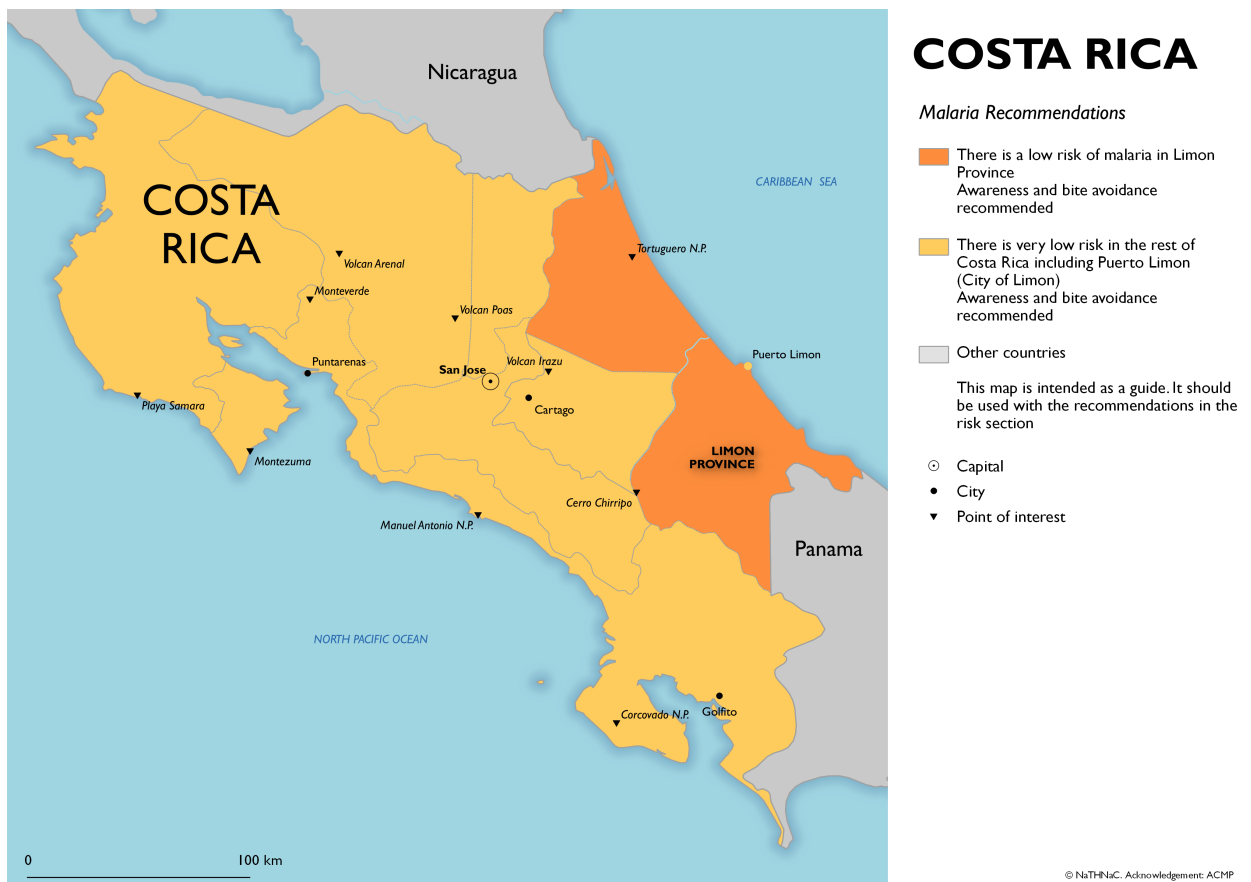 Nicaragua
CARIBBEAN SEA
COSTA
RICA
Tortuguero N.P.
Volcan Arenal
Monteverde
Volcan Poas
Puerto Limon
Puntarenas
Volcan Irazu
San Jose
Playa Samara
Cartago
Montezuma
LIMON
PROVINCE
Cerro Chirripo
Manuel Antonio N.P.
Panama
NORTH PACIFIC OCEAN
Corcovado N.P.
Golfito
0
100 km
COSTA RICA
Malaria Recommendations
There is a low risk of malaria in Limon
Province
Awareness and bite avoidance
recommended
There is very low risk in the rest of
Costa Rica including Puerto Limon
(City of Limon)
Awareness and bite avoidance
recommended
Other countries
This map is intended as a guide. It should
be used with the recommendations in the
risk section
Capital
City
Point of interest
© NaTHNaC. Acknowledgement: ACMP